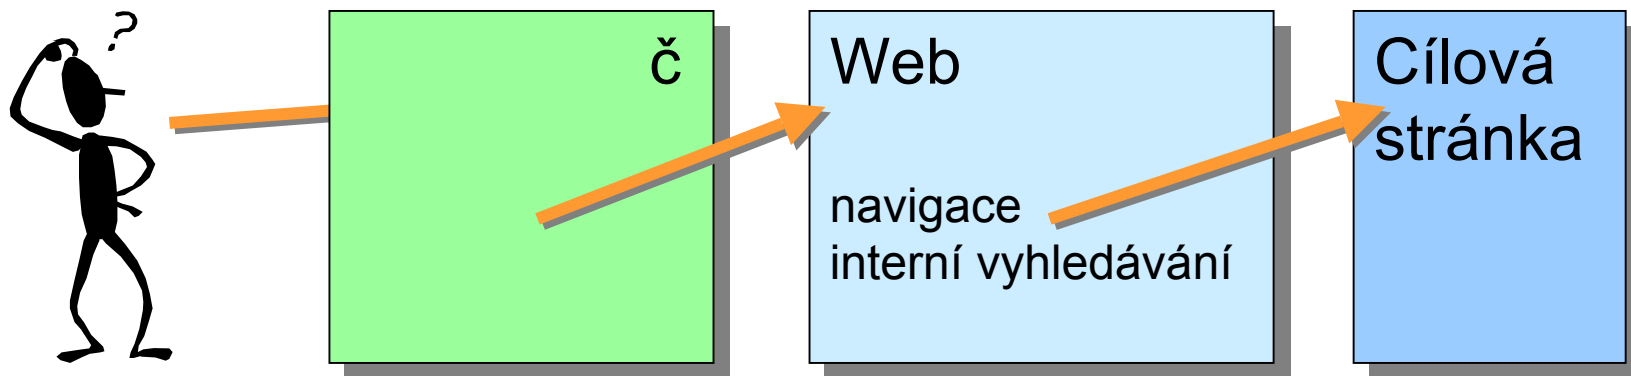 ?
č
Web
navigace
interní vyhledávání
Cílová
stránka